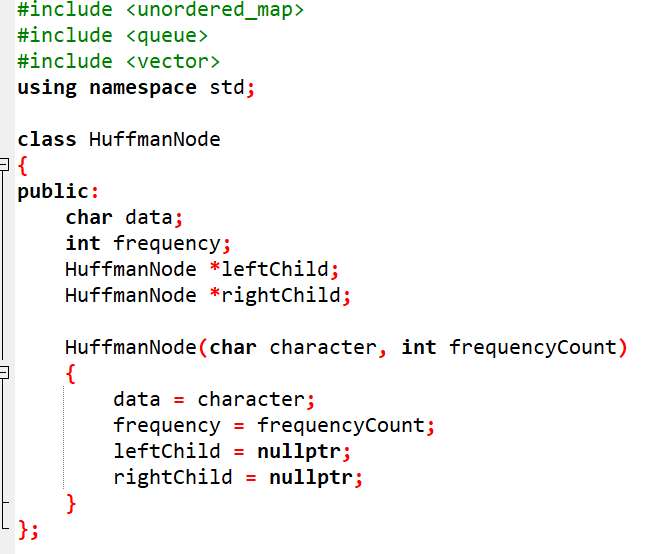 #include <unordered_map>
#include <queue>
#include <vector>
using namespace std;

class HuffmanNode
{
public:
    char data;
    int frequency;
    HuffmanNode *leftChild;
    HuffmanNode *rightChild;

    HuffmanNode(char character, int frequencyCount)
    {
        data = character;
        frequency = frequencyCount;
        leftChild = nullptr;
        rightChild = nullptr;
    }
};